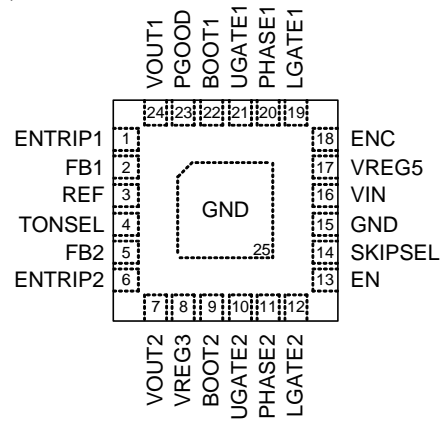 VOUT1
PGOOD
BOOT1
UGATE1
PHASE1
LGATE1
24 23 22 21 20 19
ENTRIP1 1
FB1 2
REF 3
TONSEL 4
FB2 5
ENTRIP2 6
18 ENC
17 VREG5
16 VIN
15 GND
14 SKIPSEL
13 EN
GND
25
7 8 9 10 11 12
VOUT2
VREG3
BOOT2
UGATE2
PHASE2
LGATE2